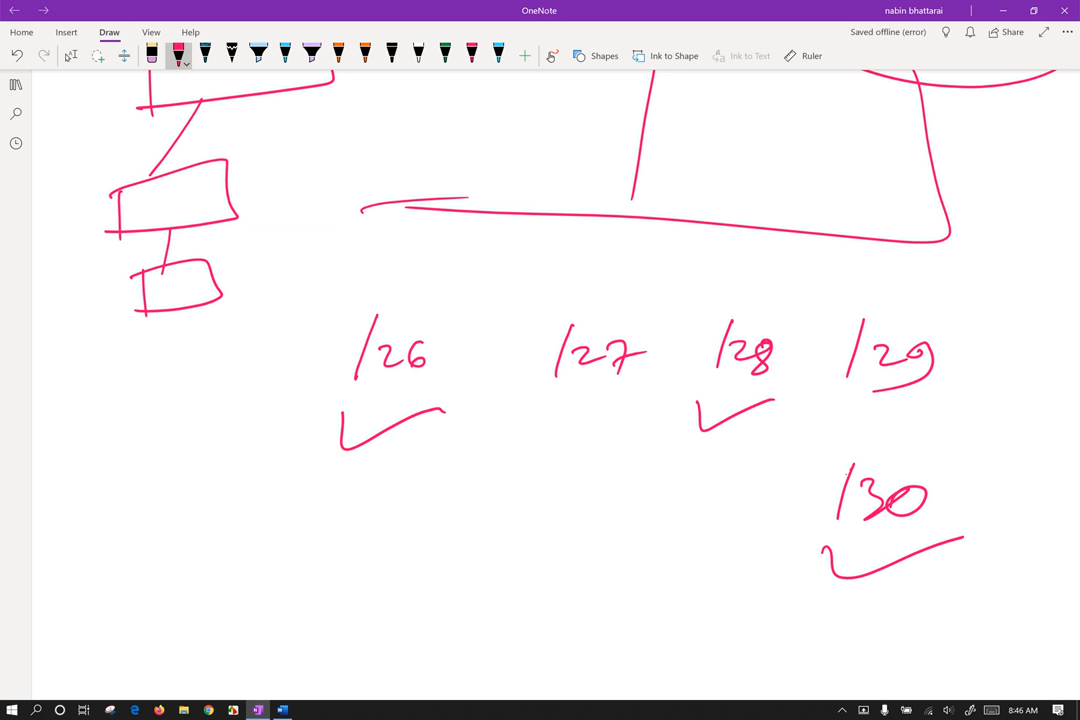 OneNote
nabin bhattarai
Home Insert Draw View Help
Saved offline (error) Share
Shapes Ink to Shape Ink to Text Ruler
/26 /27 /28 /29
/30
8:46 AM